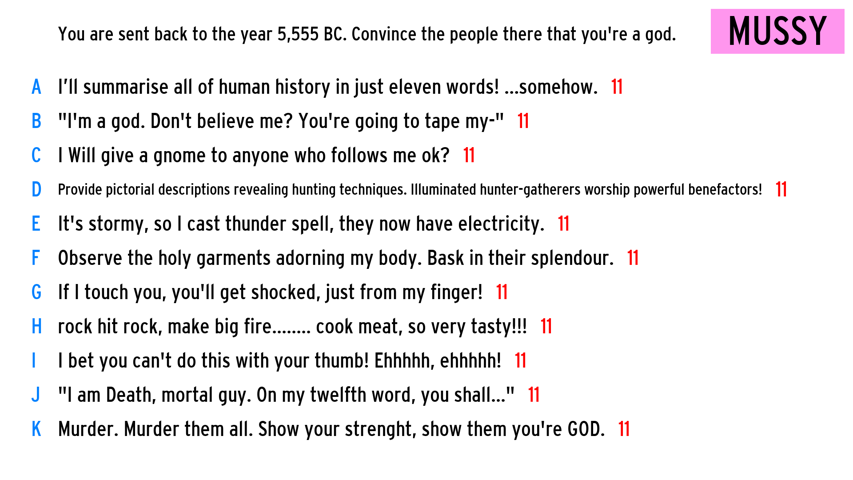 You are sent back to the year 5,555 BC. Convince the people there that you're a god. MUSSY
A I'll summarise all of human history in just eleven words! ...somehow. 11
B "I'm a god. Don't believe me? You're going to tape my-" 11
C I Will give a gnome to anyone who follows me ok? 11
D Provide pictorial descriptions revealing hunting techniques. Illuminated hunter-gatherers worship powerful benefactors! 11
E It's stormy, so I cast thunder spell, they now have electricity. 11
F Observe the holy garments adorning my body. Bask in their splendour. 11
G If I touch you, you'll get shocked, just from my finger! 11
H rock hit rock, make big fire........ cook meat, so very tasty!!! 11
I I bet you can't do this with your thumb! Ehhhhh, ehhhhh! 11
J "I am Death, mortal guy. On my twelfth word, you shall..." 11
K Murder. Murder them all. Show your strenght, show them you're GOD. 11